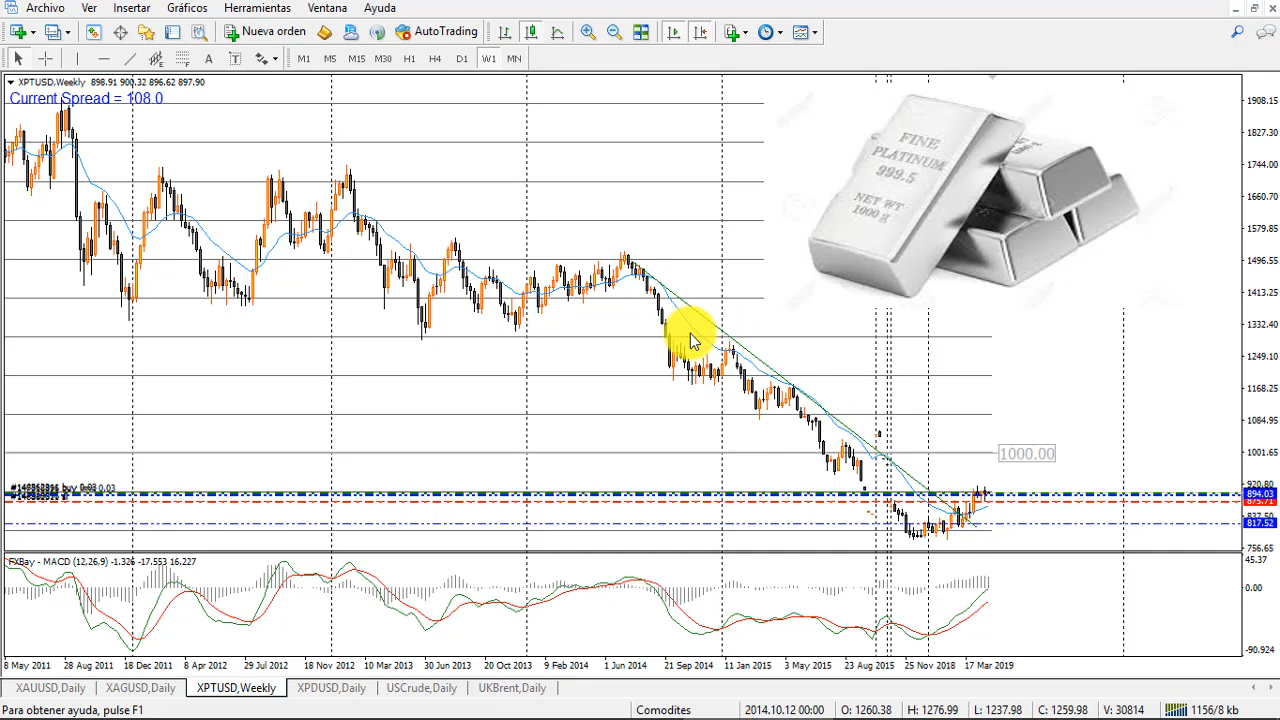 Archivo Ver Insertar Gráficos Herramientas Ventana Ayuda
Nueva orden AutoTrading
A T M1 M5 M15 M30 H1 H4 D1 W1 MN
XPTUSD,Weekly 898.91 900.32 896.62 897.90
Current Spread = 108.0
FINE
PLATINUM
999.5
NET WT
1000 g
1908.15
1827.30
1744.00
1660.70
1579.85
1496.55
1413.25
1332.40
1249.10
1168.25
1084.95
1001.65
920.80
894.03
837.50
817.52
756.65
1000.00
buy
FXBay - MACD (12,26,9) -1.326 -17.553 16.227
45.37
0.00
-90.924
8 May 2011 28 Aug 2011 18 Dec 2011 8 Apr 2012 29 Jul 2012 18 Nov 2012 10 Mar 2013 30 Jun 2013 20 Oct 2013 9 Feb 2014 1 Jun 2014 21 Sep 2014 11 Jan 2015 3 May 2015 23 Aug 2015 25 Nov 2018 17 Mar 2019
XAUUSD,Daily XAGUSD,Daily XPTUSD,Weekly XPDUSD,Daily USCrude,Daily UKBrent,Daily
Para obtener ayuda, pulse F1 Comodites 2014.10.12 00:00 O: 1260.38 H: 1276.99 L: 1237.98 C: 1259.98 V: 30814 1156/8 kb